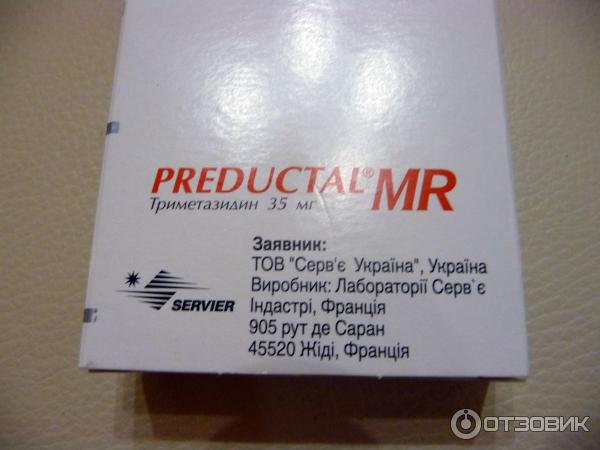 PREDUCTAL® MR
Триметазидин 35 мг
Заявник:
ТОВ "Серв'є Україна", Україна
Виробник: Лабораторії Серв`є
Індастрі, Франція
905 рут де Саран
45520 Жіді, Франція
SERVIER
ОТЗОВИК